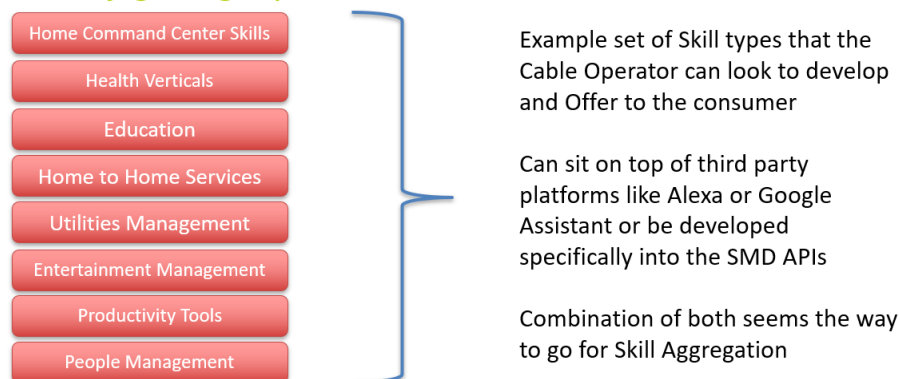 Home Command Center Skills
Health Verticals
Education
Home to Home Services
Utilities Management
Entertainment Management
Productivity Tools
People Management
Example set of Skill types that the
Cable Operator can look to develop
and Offer to the consumer
Can sit on top of third party
platforms like Alexa or Google
Assistant or be developed
specifically into the SMD APIs
Combination of both seems the way
to go for Skill Aggregation